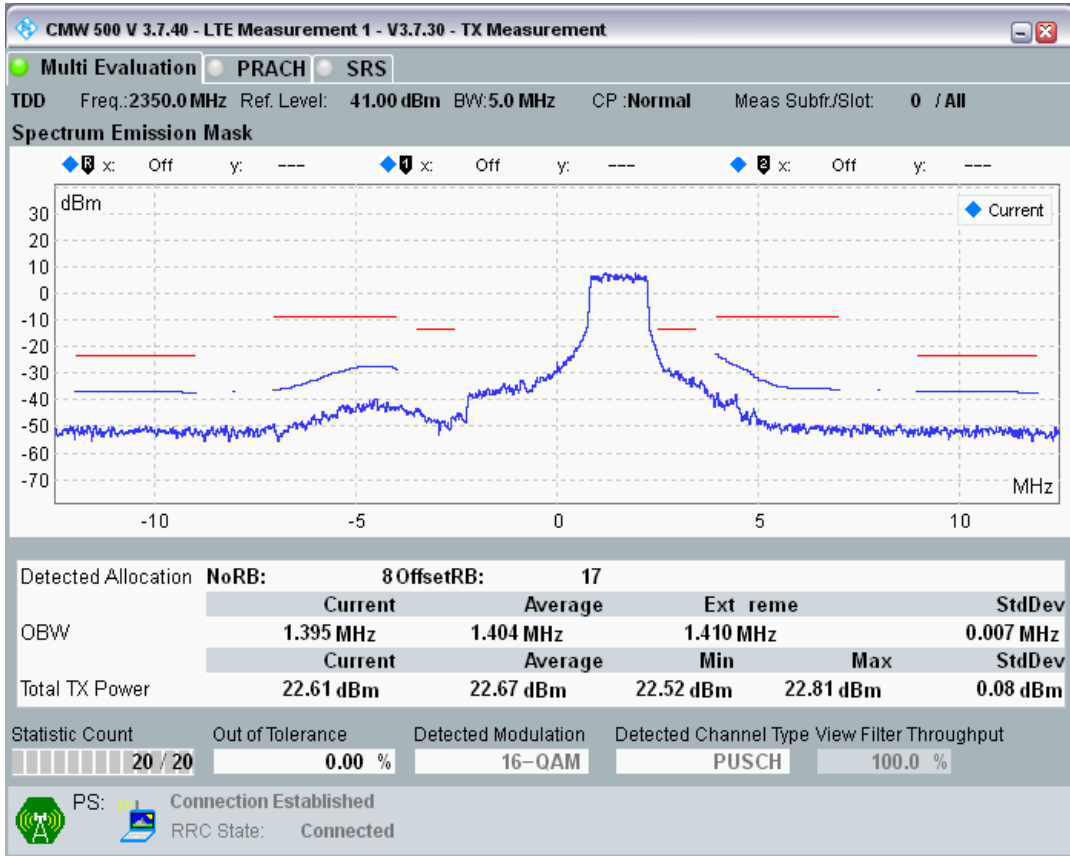 CMW 500 V 3.7.40 - LTE Measurement 1 - V3.7.30 - TX Measurement
Multi Evaluation PRACH SRS
TDD Freq.:2350.0 MHz Ref. Level: 41.00 dBm BW:5.0 MHz CP :Normal Meas Subfr./Slot: 0 / All
Spectrum Emission Mask
R x: Off y: --- 1 x: Off y: --- 2 x: Off y: ---
dBm
Current
30
20
10
0
-10
-20
-30
-40
-50
-60
-70
MHz
-10 -5 0 5 10
Detected Allocation NoRB: 8 OffsetRB: 17
Current Average Ext reme StdDev
OBW 1.395 MHz 1.404 MHz 1.410 MHz 0.007 MHz
Current Average Min Max StdDev
Total TX Power 22.61 dBm 22.67 dBm 22.52 dBm 22.81 dBm 0.08 dBm
Statistic Count Out of Tolerance Detected Modulation Detected Channel Type View Filter Throughput
20 / 20 0.00 % 16-QAM PUSCH 100.0 %
PS: Connection Established
RRC State: Connected